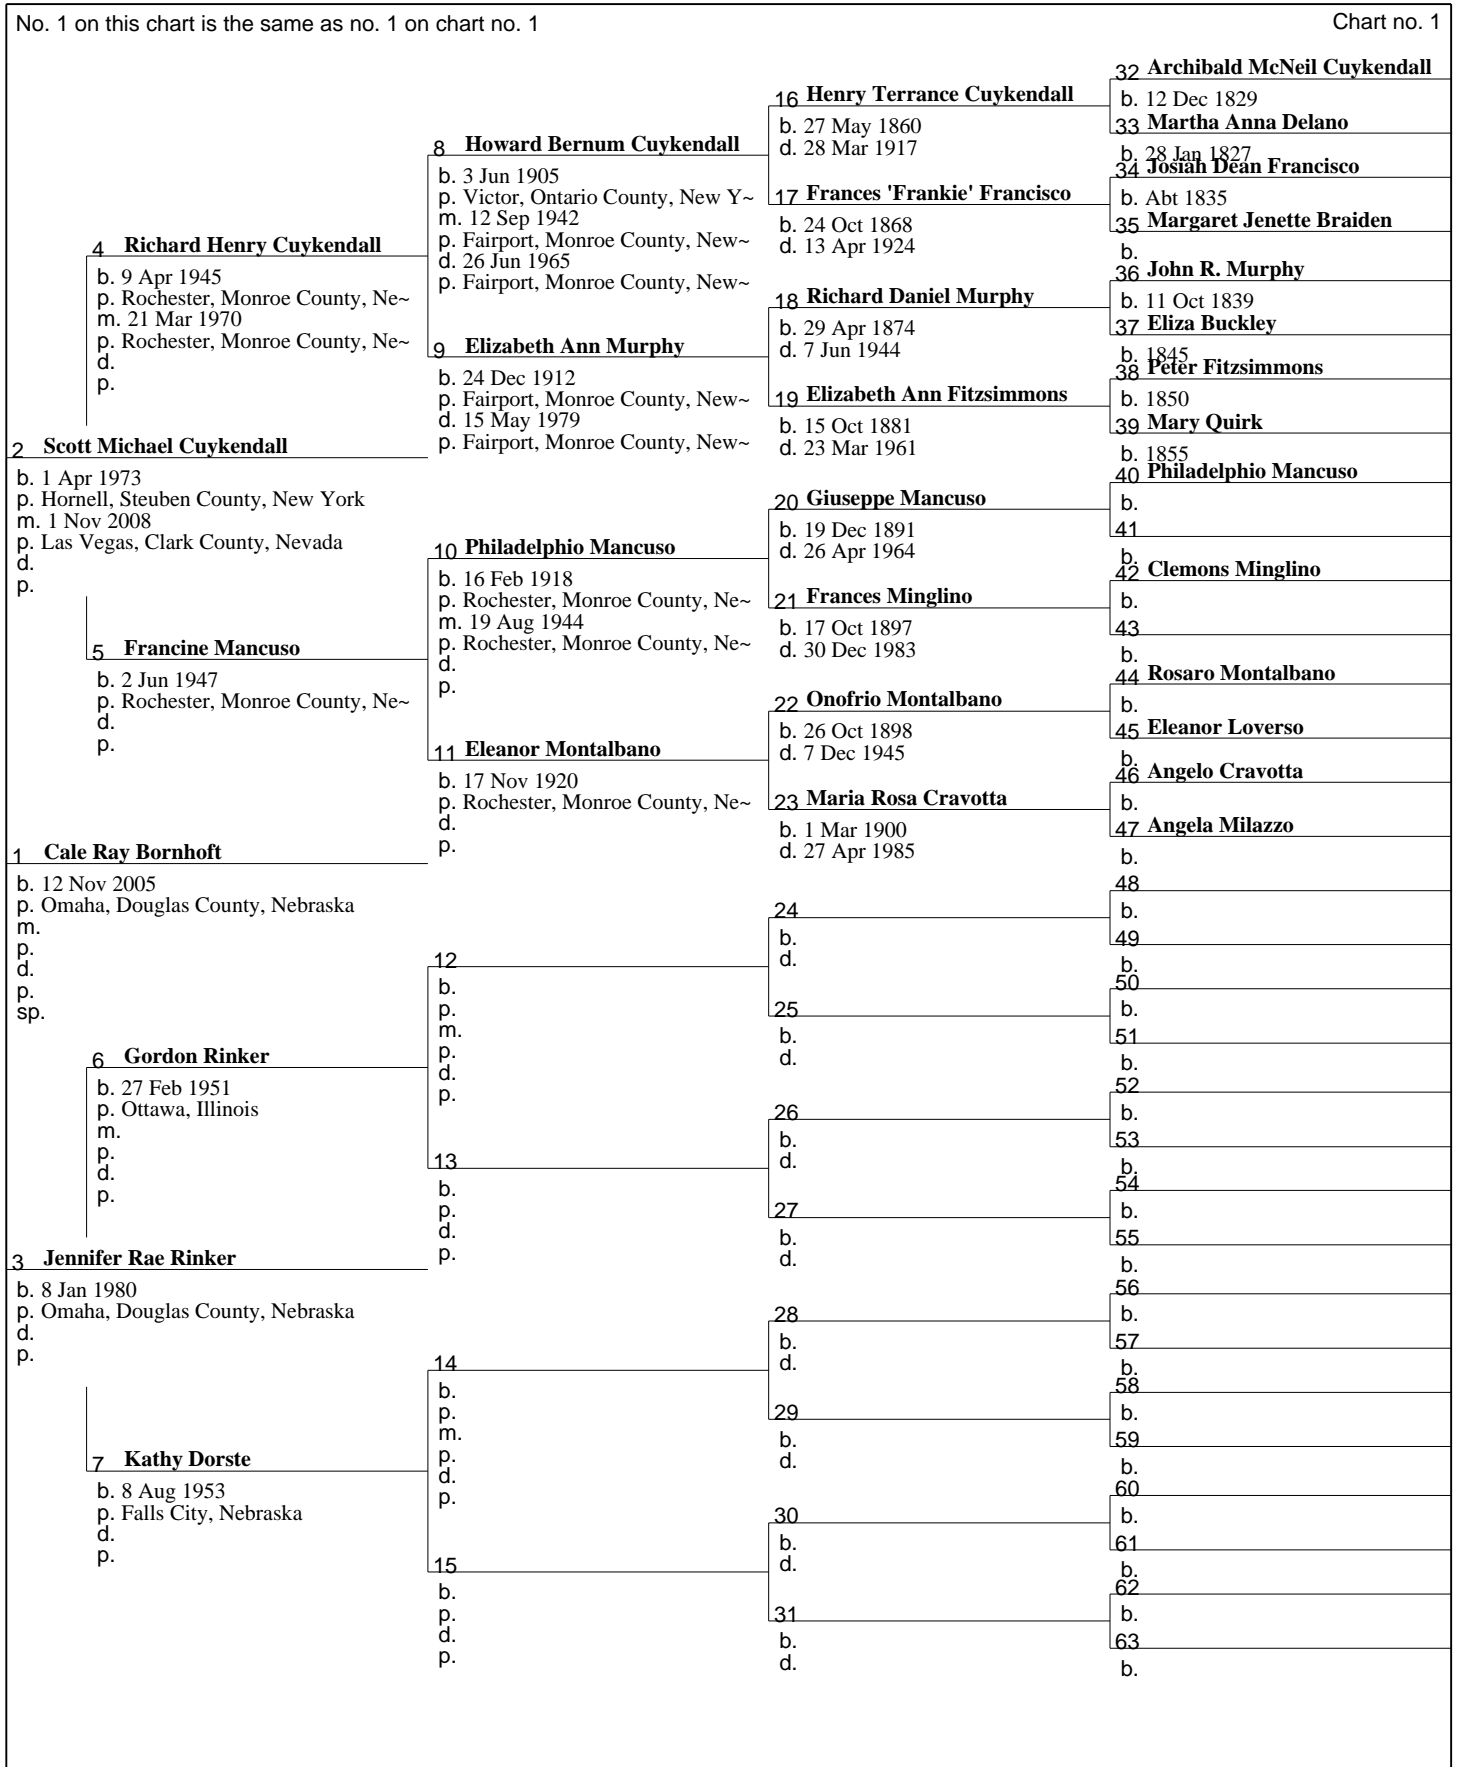 No. 1 on this chart is the same as no. 1 on chart no. 1
Chart no. 1
1 Cale Ray Bornhoft
b. 12 Nov 2005
p. Omaha, Douglas County, Nebraska
m.
p.
d.
p.
sp.
2 Scott Michael Cuykendall
b. 1 Apr 1973
p. Hornell, Steuben County, New York
m. 1 Nov 2008
p. Las Vegas, Clark County, Nevada
d.
p.
3 Jennifer Rae Rinker
b. 8 Jan 1980
p. Omaha, Douglas County, Nebraska
d.
p.
4 Richard Henry Cuykendall
b. 9 Apr 1945
p. Rochester, Monroe County, Ne~
m. 21 Mar 1970
p. Rochester, Monroe County, Ne~
d.
p.
5 Francine Mancuso
b. 2 Jun 1947
p. Rochester, Monroe County, Ne~
d.
p.
6 Gordon Rinker
b. 27 Feb 1951
p. Ottawa, Illinois
m.
p.
d.
p.
7 Kathy Dorste
b. 8 Aug 1953
p. Falls City, Nebraska
d.
p.
8 Howard Bernum Cuykendall
b. 3 Jun 1905
p. Victor, Ontario County, New Y~
m. 12 Sep 1942
p. Fairport, Monroe County, New~
d. 26 Jun 1965
p. Fairport, Monroe County, New~
9 Elizabeth Ann Murphy
b. 24 Dec 1912
p. Fairport, Monroe County, New~
d. 15 May 1979
p. Fairport, Monroe County, New~
10 Philadelphio Mancuso
b. 16 Feb 1918
p. Rochester, Monroe County, Ne~
m. 19 Aug 1944
p. Rochester, Monroe County, Ne~
d.
p.
11 Eleanor Montalbano
b. 17 Nov 1920
p. Rochester, Monroe County, Ne~
d.
p.
12
b.
p.
m.
p.
d.
p.
13
b.
p.
d.
p.
14
b.
p.
m.
p.
d.
p.
15
b.
p.
d.
p.
16 Henry Terrance Cuykendall
b. 27 May 1860
d. 28 Mar 1917
17 Frances 'Frankie' Francisco
b. 24 Oct 1868
d. 13 Apr 1924
18 Richard Daniel Murphy
b. 29 Apr 1874
d. 7 Jun 1944
19 Elizabeth Ann Fitzsimmons
b. 15 Oct 1881
d. 23 Mar 1961
20 Giuseppe Mancuso
b. 19 Dec 1891
d. 26 Apr 1964
21 Frances Minglino
b. 17 Oct 1897
d. 30 Dec 1983
22 Onofrio Montalbano
b. 26 Oct 1898
d. 7 Dec 1945
23 Maria Rosa Cravotta
b. 1 Mar 1900
d. 27 Apr 1985
24
b.
d.
25
b.
d.
26
b.
d.
27
b.
d.
28
b.
d.
29
b.
d.
30
b.
d.
31
b.
d.
32 Archibald McNeil Cuykendall
b. 12 Dec 1829
33 Martha Anna Delano
b. 28 Jan 1827
34 Josiah Dean Francisco
b. Abt 1835
35 Margaret Jenette Braiden
b.
36 John R. Murphy
b. 11 Oct 1839
37 Eliza Buckley
b. 1845
38 Peter Fitzsimmons
b. 1850
39 Mary Quirk
b. 1855
40 Philadelphio Mancuso
b.
41
b.
42 Clemons Minglino
b.
43
b.
44 Rosaro Montalbano
b.
45 Eleanor Loverso
b.
46 Angelo Cravotta
b.
47 Angela Milazzo
b.
48
b.
49
b.
50
b.
51
b.
52
b.
53
b.
54
b.
55
b.
56
b.
57
b.
58
b.
59
b.
60
b.
61
b.
62
b.
63
b.